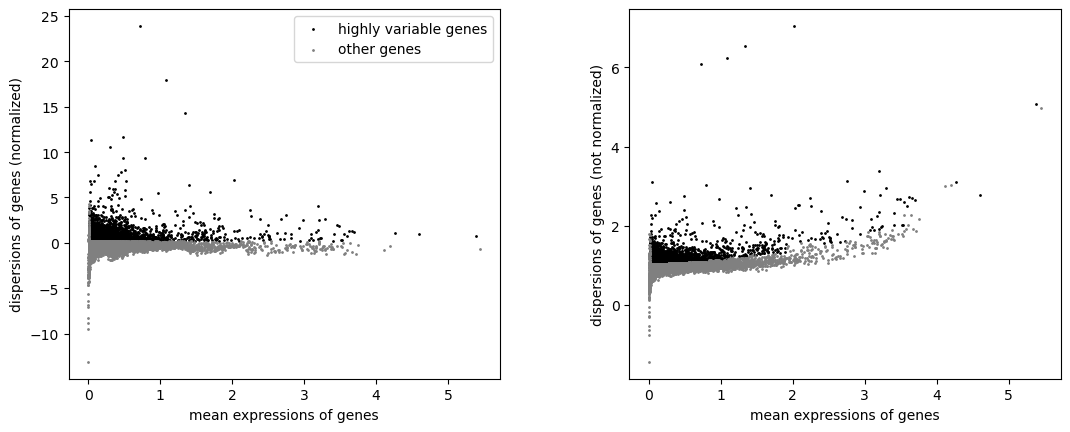 dispersions of genes (normalized)
25
20
15
10
5
0
−5
−10
highly variable genes
other genes
0 1 2 3 4 5
mean expressions of genes
dispersions of genes (not normalized)
6
4
2
0
0 1 2 3 4 5
mean expressions of genes